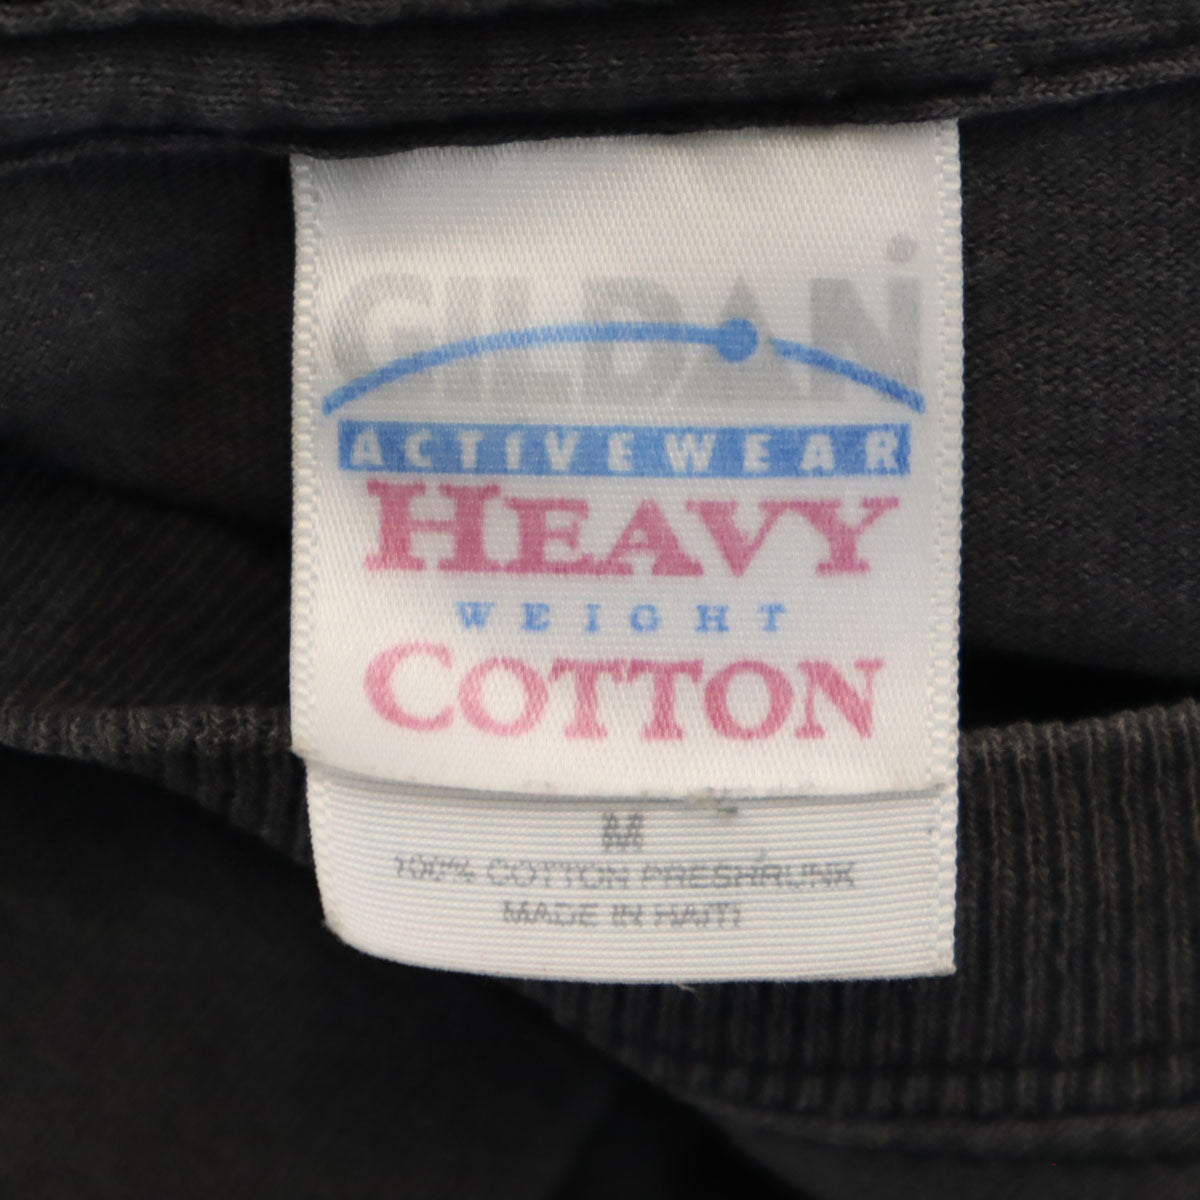 GILDAN
ACTIVEWEAR
HEAVY
WEIGHT
COTTON
M
100% COTTON PRESHRUNK
MADE IN HAITI